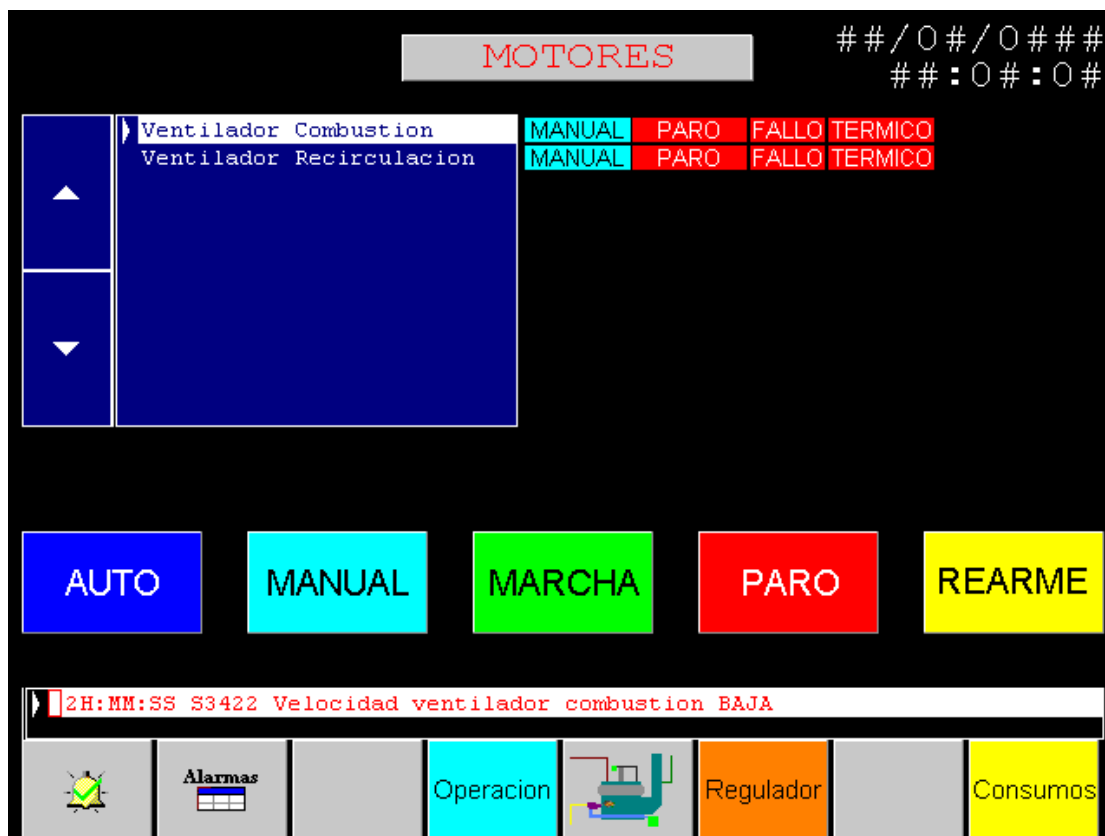 MOTORES
##/0#/0###
##:0#:0#
Ventilador Combustion MANUAL PARO FALLO TERMICO
Ventilador Recirculacion MANUAL PARO FALLO TERMICO
AUTO MANUAL MARCHA PARO REARME
2H:MM:SS S3422 Velocidad ventilador combustion BAJA
Alarmas Operacion Regulador Consumos